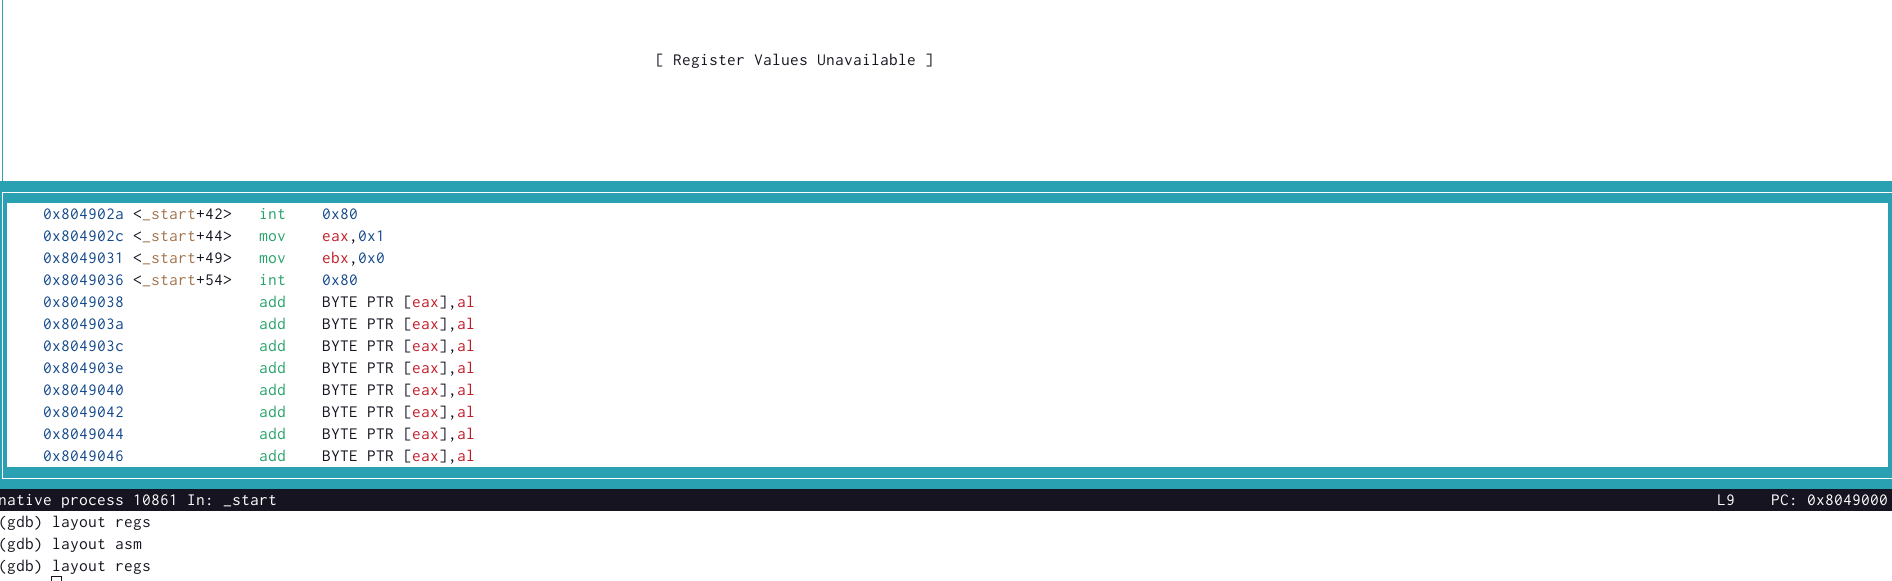 [ Register Values Unavailable ]
0x804902a <_start+42>   int    0x80
0x804902c <_start+44>   mov    eax,0x1
0x8049031 <_start+49>   mov    ebx,0x0
0x8049036 <_start+54>   int    0x80
0x8049038               add    BYTE PTR [eax],al
0x804903a               add    BYTE PTR [eax],al
0x804903c               add    BYTE PTR [eax],al
0x804903e               add    BYTE PTR [eax],al
0x8049040               add    BYTE PTR [eax],al
0x8049042               add    BYTE PTR [eax],al
0x8049044               add    BYTE PTR [eax],al
0x8049046               add    BYTE PTR [eax],al
native process 10861 In: _start    L9    PC: 0x8049000
(gdb) layout regs
(gdb) layout asm
(gdb) layout regs